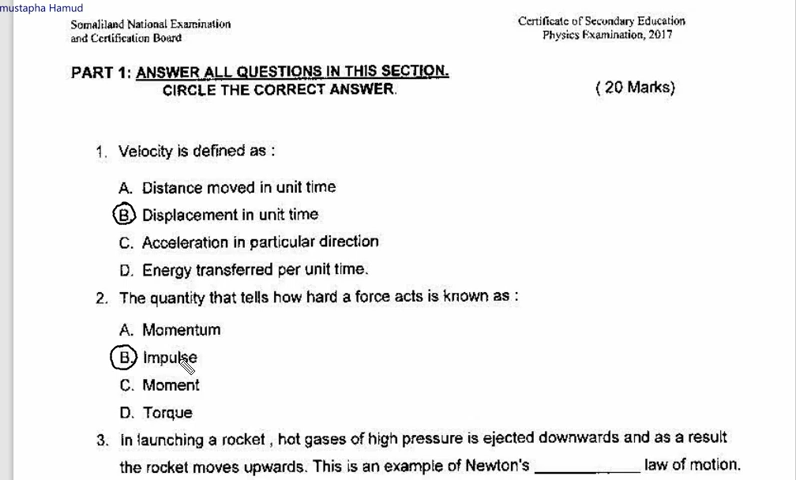 mustapha Hamud
Somaliland National Examination
and Certification Board
Certificate of Secondary Education
Physics Examination, 2017
PART 1: ANSWER ALL QUESTIONS IN THIS SECTION.
CIRCLE THE CORRECT ANSWER.
( 20 Marks)
1. Velocity is defined as :
A. Distance moved in unit time
B. Displacement in unit time
C. Acceleration in particular direction
D. Energy transferred per unit time.
2. The quantity that tells how hard a force acts is known as :
A. Momentum
B. Impulse
C. Moment
D. Torque
3. In launching a rocket , hot gases of high pressure is ejected downwards and as a result
the rocket moves upwards. This is an example of Newton's ____________ law of motion.